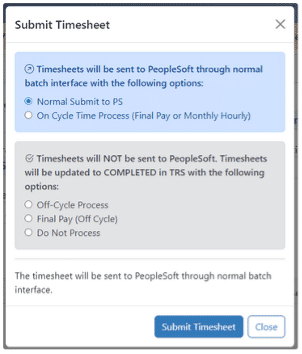 Submit Timesheet
Timesheets will be sent to PeopleSoft through normal
batch interface with the following options:
Normal Submit to PS
On Cycle Time Process (Final Pay or Monthly Hourly)
Timesheets will NOT be sent to PeopleSoft. Timesheets
will be updated to COMPLETED in TRS with the following
options:
Off-Cycle Process
Final Pay (Off Cycle)
Do Not Process
The timesheet will be sent to PeopleSoft through normal batch
interface.
Submit Timesheet
Close